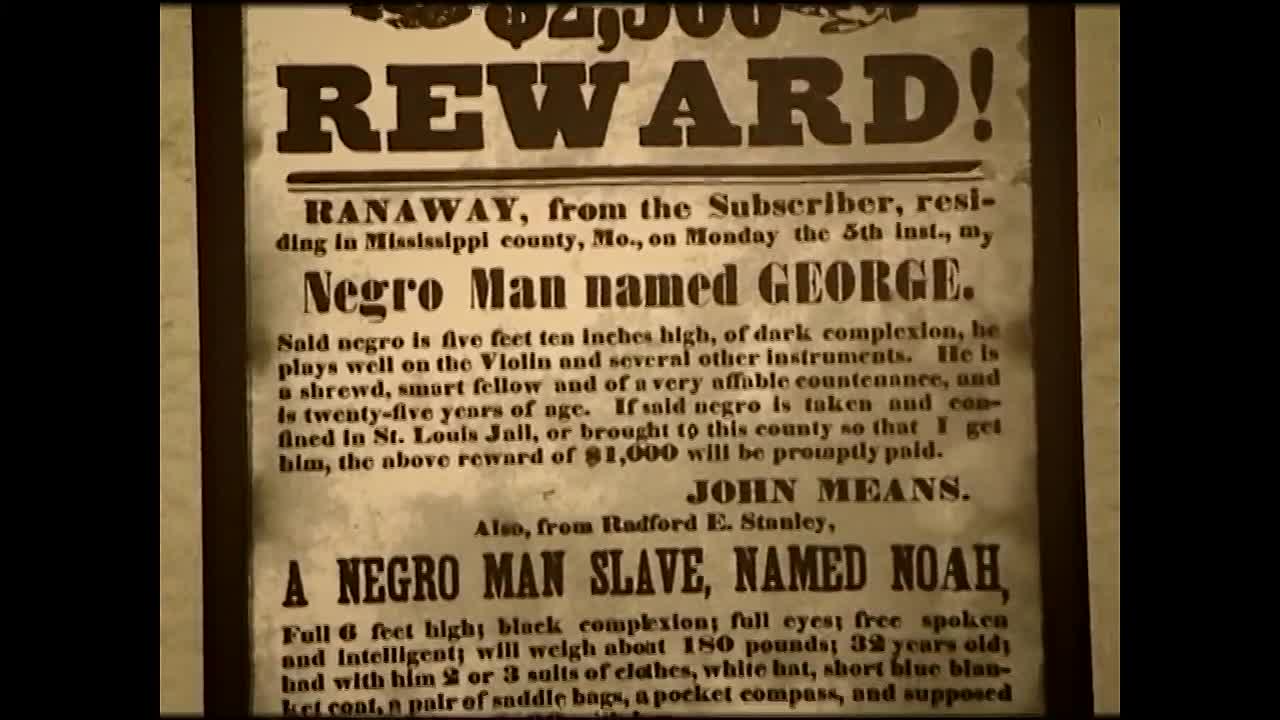 $2,500
REWARD!
RANAWAY, from the Subscriber, resi-
ding in Mississippi county, Mo., on Monday the 5th inst., my
Negro Man named GEORGE.
Said negro is five feet ten inches high, of dark complexion, he
plays well on the Violin and several other instruments. He is
a shrewd, smart fellow and of a very affable countenance, and
is twenty-five years of age. If said negro is taken and con-
fined in St. Louis Jail, or brought to this county so that I get
him, the above reward of $1,000 will be promptly paid.
JOHN MEANS.
Also, from Radford E. Stanley,
A NEGRO MAN SLAVE, NAMED NOAH,
Full 6 feet high; black complexion; full eyes; free spoken
and intelligent; will weigh about 180 pounds; 32 years old;
had with him 2 or 3 suits of clothes, white hat, short blue blan-
ket coat, a pair of saddle bags, a pocket compass, and supposed